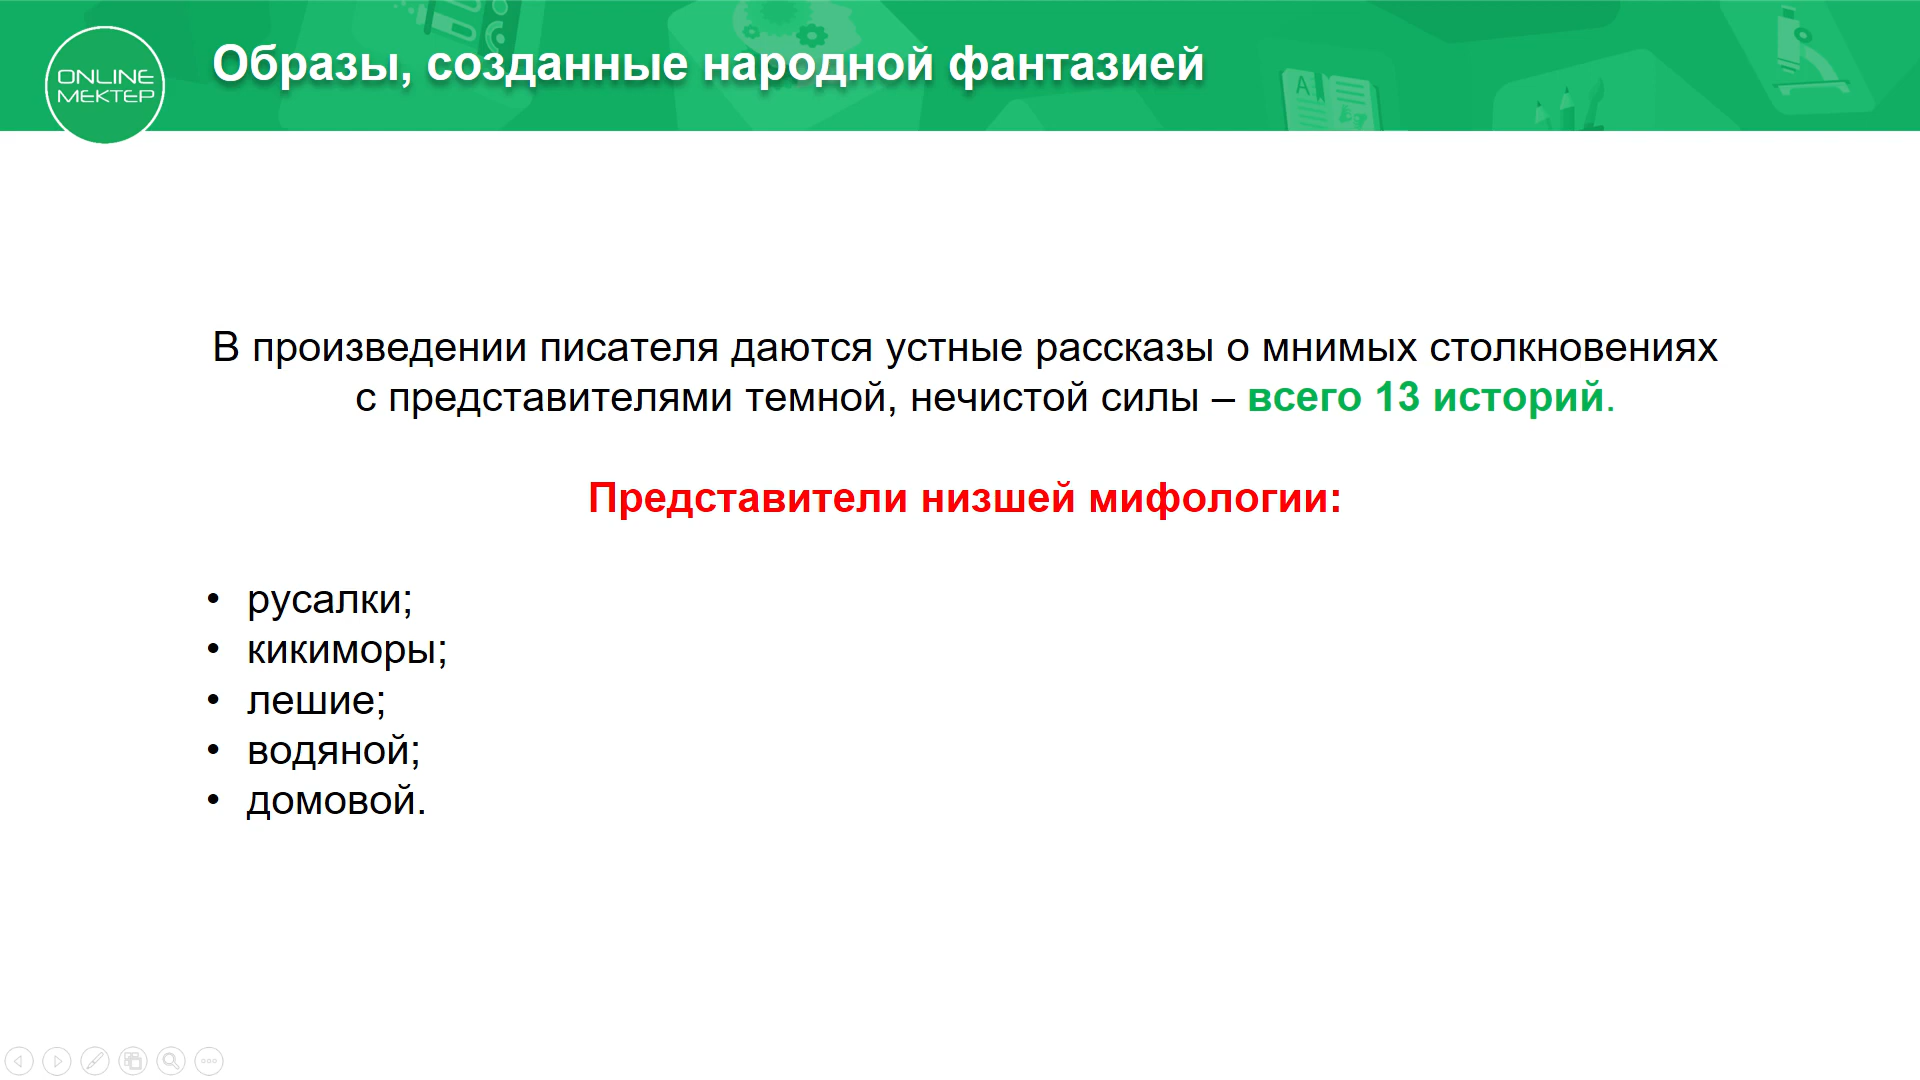 ONLINE
MEKTEP
Образы, созданные народной фантазией
В произведении писателя даются устные рассказы о мнимых столкновениях
с представителями темной, нечистой силы – всего 13 историй.
Представители низшей мифологии:
• русалки;
• кикиморы;
• лешие;
• водяной;
• домовой.